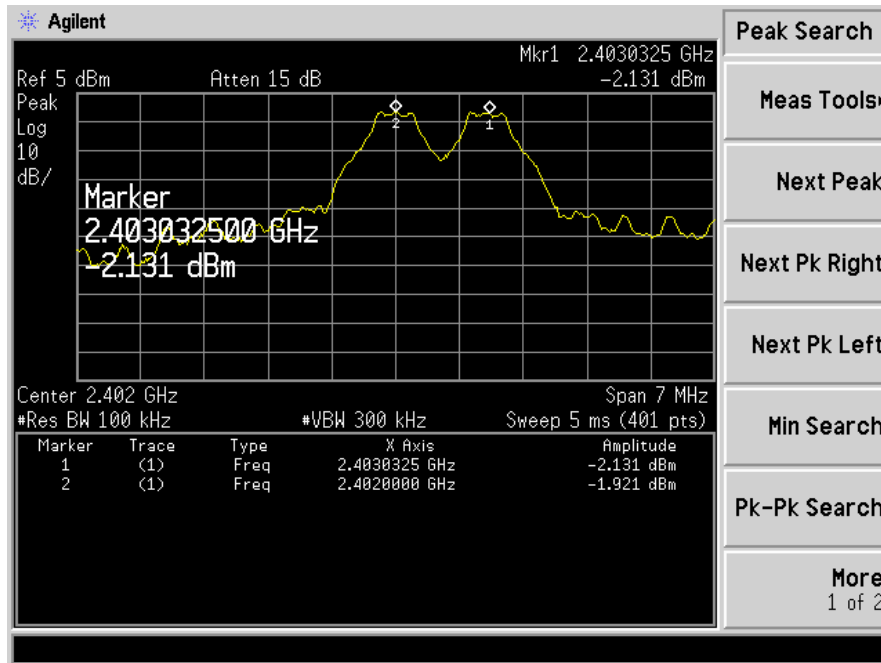 Agilent
Peak Search
Mkr1 2.4030325 GHz
Ref 5 dBm Atten 15 dB -2.131 dBm
Peak
Log
10
dB/
2 1
Marker
2.403032500 GHz
-2.131 dBm
Center 2.402 GHz Span 7 MHz
#Res BW 100 kHz #VBW 300 kHz Sweep 5 ms (401 pts)
Marker Trace Type X Axis Amplitude
1 (1) Freq 2.4030325 GHz -2.131 dBm
2 (1) Freq 2.4020000 GHz -1.921 dBm
Meas Tools
Next Peak
Next Pk Right
Next Pk Left
Min Search
Pk-Pk Search
More
1 of 2